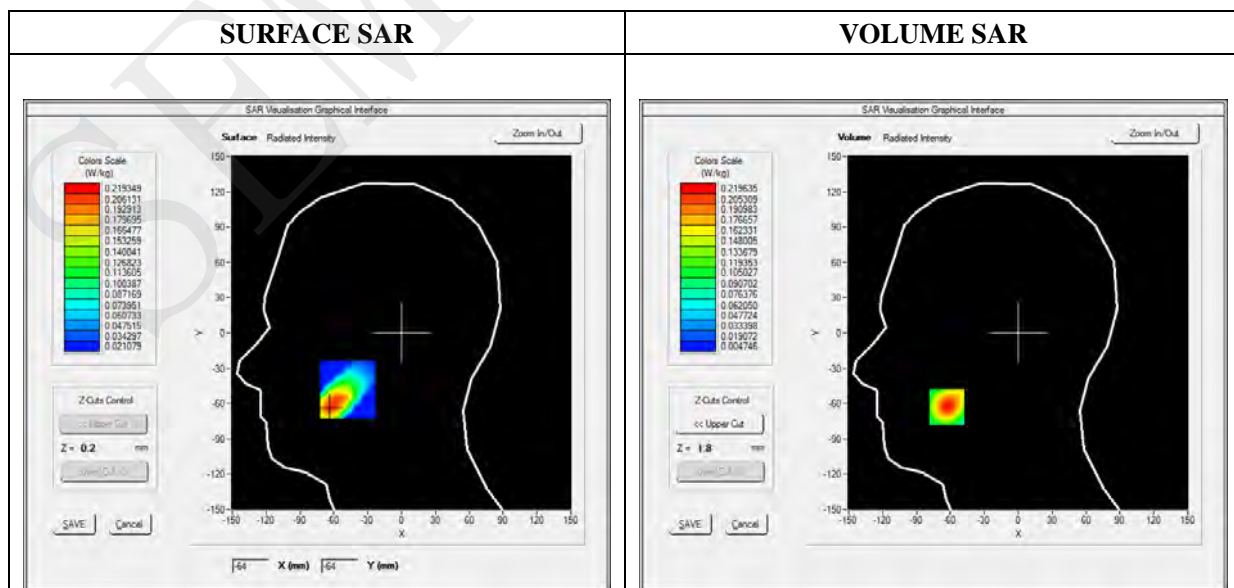 SURFACE SAR
VOLUME SAR
SAR Visualisation Graphical Interface
Surface Radiated Intensity
Zoom In/Out
Colors Scale
(W/kg)
0.219349
0.206131
0.192913
0.179695
0.166477
0.153259
0.140041
0.126823
0.113605
0.100387
0.087169
0.073951
0.060733
0.047515
0.034297
0.021079
150
120
90
60
30
0
-30
-60
-90
-120
-150
Y
-150 -120 -90 -60 -30 0 30 60 90 120 150
X
Z-Cuts Control
<< Upper Cut
Z = 0.2 mm
SAVE Cancel
-64 X (mm) -64 Y (mm)
SAR Visualisation Graphical Interface
Volume Radiated Intensity
Zoom In/Out
Colors Scale
(W/kg)
0.219635
0.205309
0.190983
0.176657
0.162331
0.148005
0.133679
0.119353
0.105027
0.090702
0.076376
0.062050
0.047724
0.033398
0.019072
0.004746
150
120
90
60
30
0
-30
-60
-90
-120
-150
Y
-150 -120 -90 -60 -30 0 30 60 90 120 150
X
Z-Cuts Control
<< Upper Cut
Z = 1.8 mm
SAVE Cancel